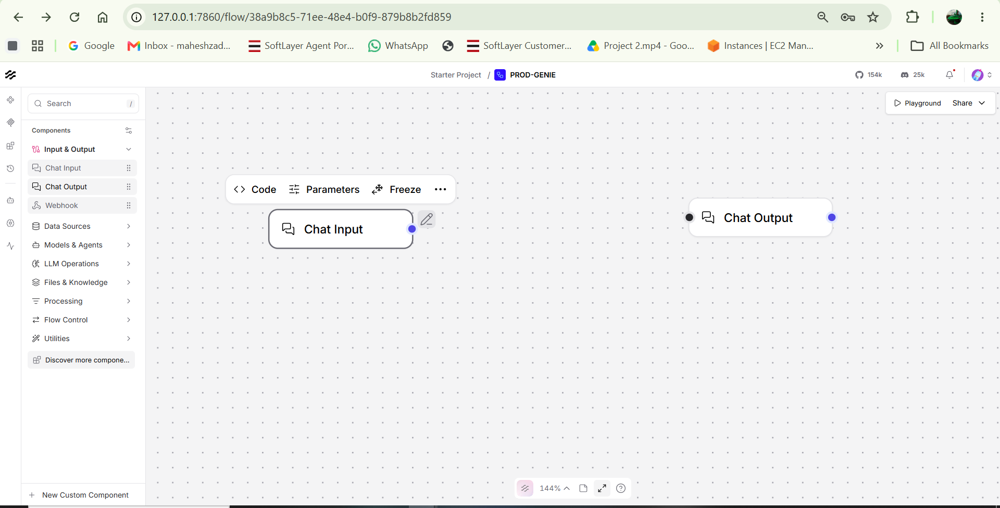 127.0.0.1:7860/flow/38a9b8c5-71ee-48e4-b0f9-879b8b2fd859
Google
Inbox - maheshzad...
SoftLayer Agent Por...
WhatsApp
SoftLayer Customer...
Project 2.mp4 - Goo...
Instances | EC2 Man...
All Bookmarks
Starter Project / PROD-GENIE
154k
25k
Search /
Playground
Share
Components
Input & Output
Chat Input
Chat Output
Webhook
Data Sources
Models & Agents
LLM Operations
Files & Knowledge
Processing
Flow Control
Utilities
Discover more compone...
New Custom Component
Code
Parameters
Freeze
Chat Input
Chat Output
144%